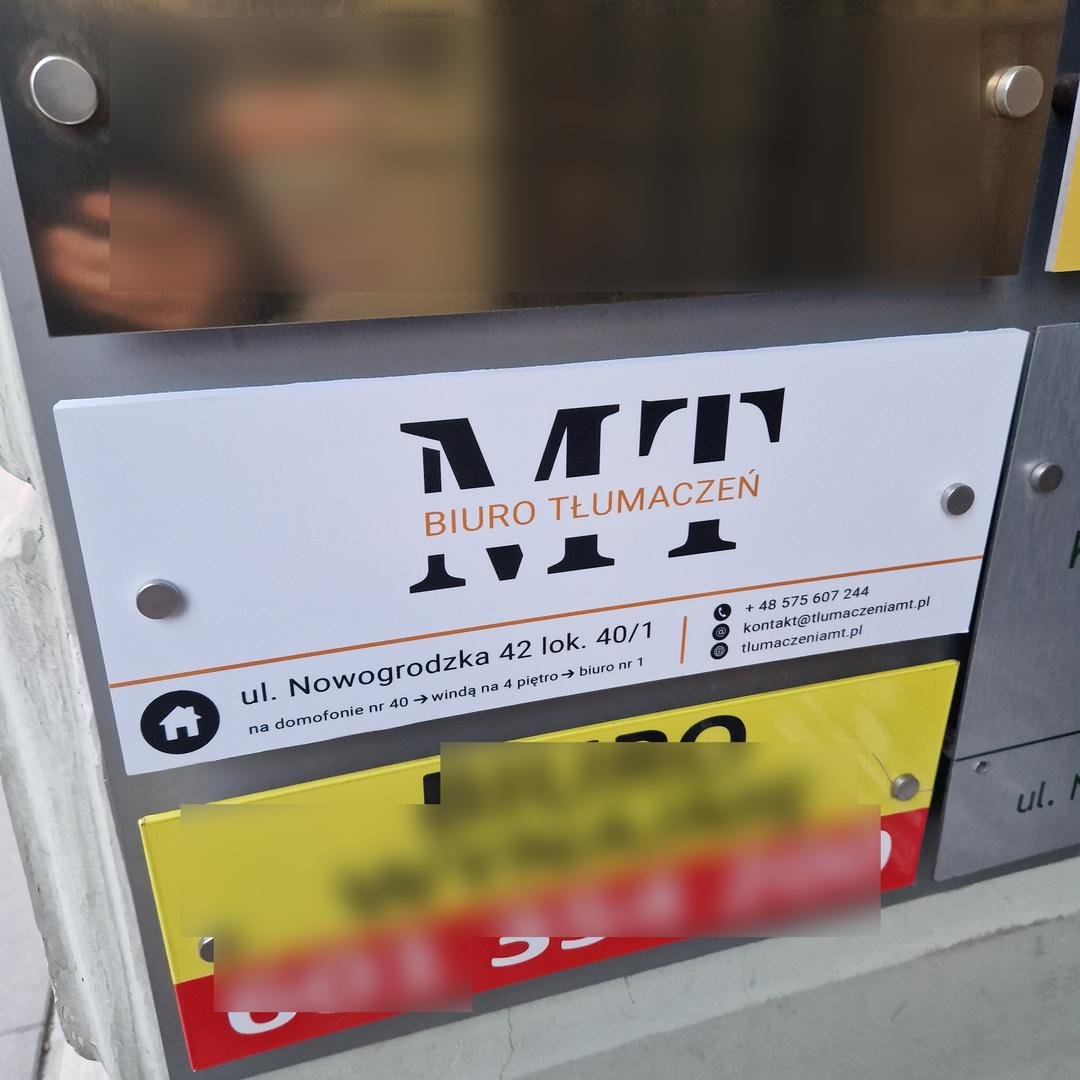 MT
BIURO TŁUMACZEŃ
ul. Nowogrodzka 42 lok. 40/1
na domofonie nr 40 ➔ windą na 4 piętro ➔ biuro nr 1
+ 48 575 607 244
kontakt@tlumaczeniamt.pl
tlumaczeniamt.pl
ul.